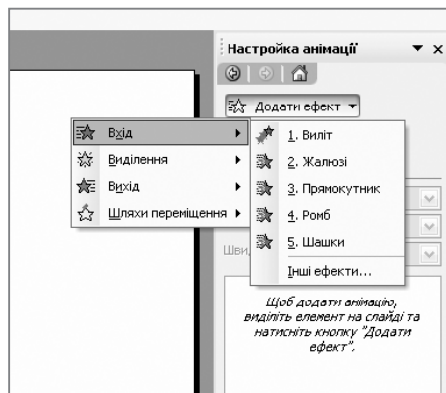 Настройка анімації
Додати ефект
Вхід
Виділення
Вихід
Шляхи переміщення
1. Виліт
2. Жалюзі
3. Прямокутник
4. Ромб
5. Шашки
Інші ефекти...
Шви
Щоб додати анімацію,
виділіть елемент на слайді та
натисніть кнопку "Додати
ефект".